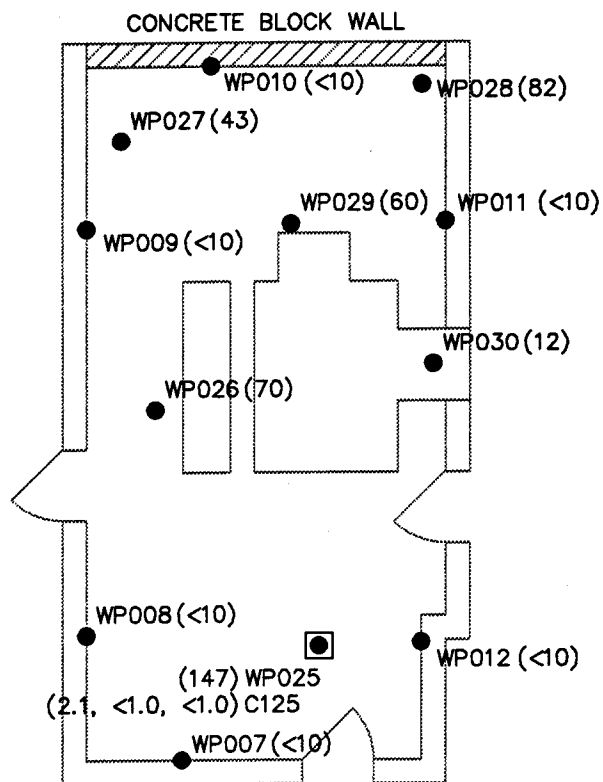 CONCRETE BLOCK WALL
WP010 (<10)
WP028 (82)
WP027 (43)
WP029 (60)
WP011 (<10)
WP009 (<10)
WP030 (12)
WP026 (70)
WP008 (<10)
WP012 (<10)
(147) WP025
(2.1, <1.0, <1.0) C125
WP007 (<10)